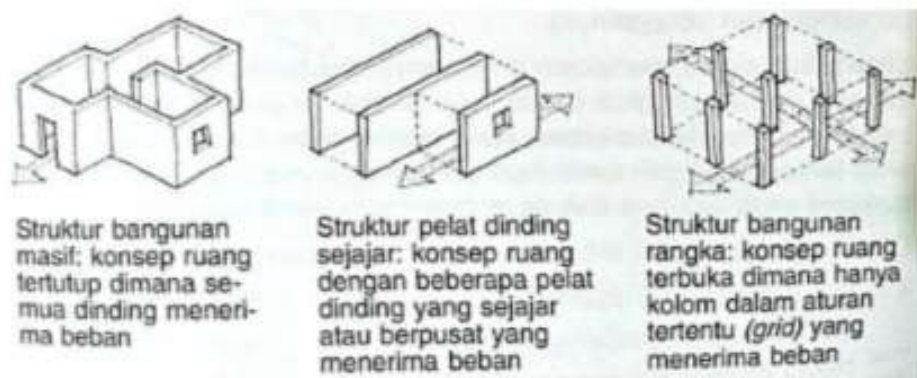 Struktur bangunan
masif: konsep ruang
tertutup dimana se-
mua dinding meneri-
ma beban
Struktur pelat dinding
sejajar: konsep ruang
dengan beberapa pelat
dinding yang sejajar
atau berpusat yang
menerima beban
Struktur bangunan
rangka: konsep ruang
terbuka dimana hanya
kolom dalam aturan
tertentu (grid) yang
menerima beban